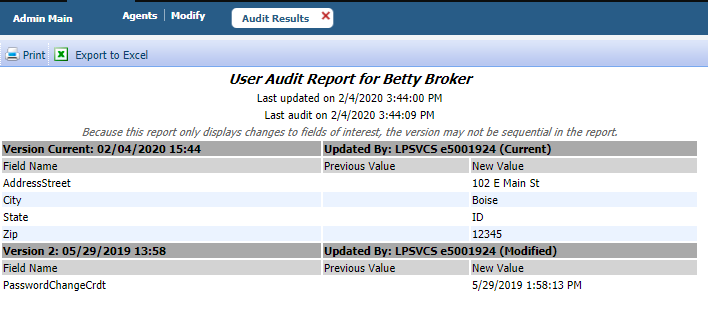 Admin Main Agents | Modify Audit Results
Print Export to Excel
User Audit Report for Betty Broker
Last updated on 2/4/2020 3:44:00 PM
Last audit on 2/4/2020 3:44:09 PM
Because this report only displays changes to fields of interest, the version may not be sequential in the report.
Version Current: 02/04/2020 15:44 Updated By: LPSVCS e5001924 (Current)
Field Name Previous Value New Value
AddressStreet 102 E Main St
City Boise
State ID
Zip 12345
Version 2: 05/29/2019 13:58 Updated By: LPSVCS e5001924 (Modified)
Field Name Previous Value New Value
PasswordChangeCrdt 5/29/2019 1:58:13 PM